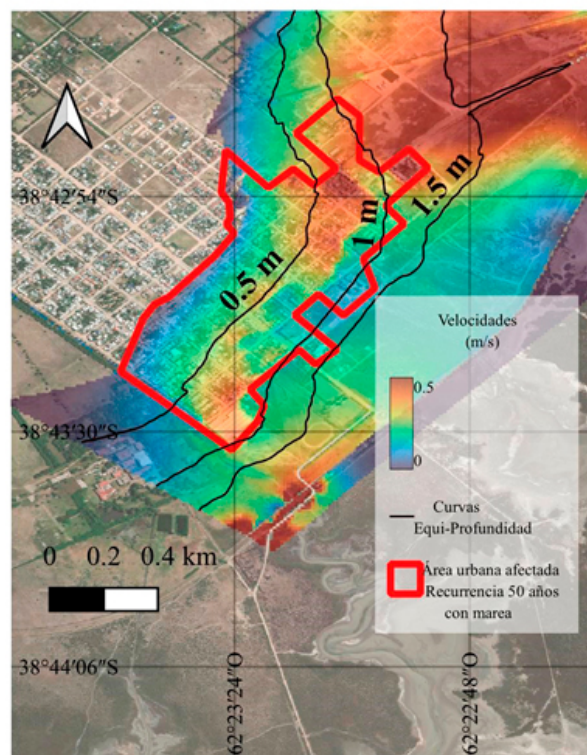 38°42′54″S
0.5 m
1 m
1.5 m
Velocidades
(m/s)
0.5
0
38°43′30″S
Curvas
Equi-Profundidad
0 0.2 0.4 km
Área urbana afectada
Recurrencia 50 años
con marea
38°44′06″S
62°23′24″O
62°22′48″O